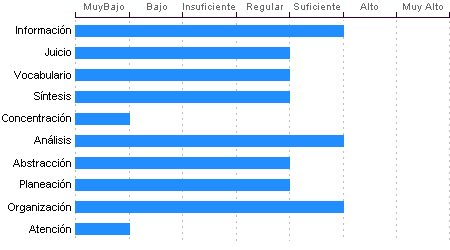 MuyBajo Bajo Insuficiente Regular Suficiente Alto Muy Alto
Información
Juicio
Vocabulario
Síntesis
Concentración
Análisis
Abstracción
Planeación
Organización
Atención